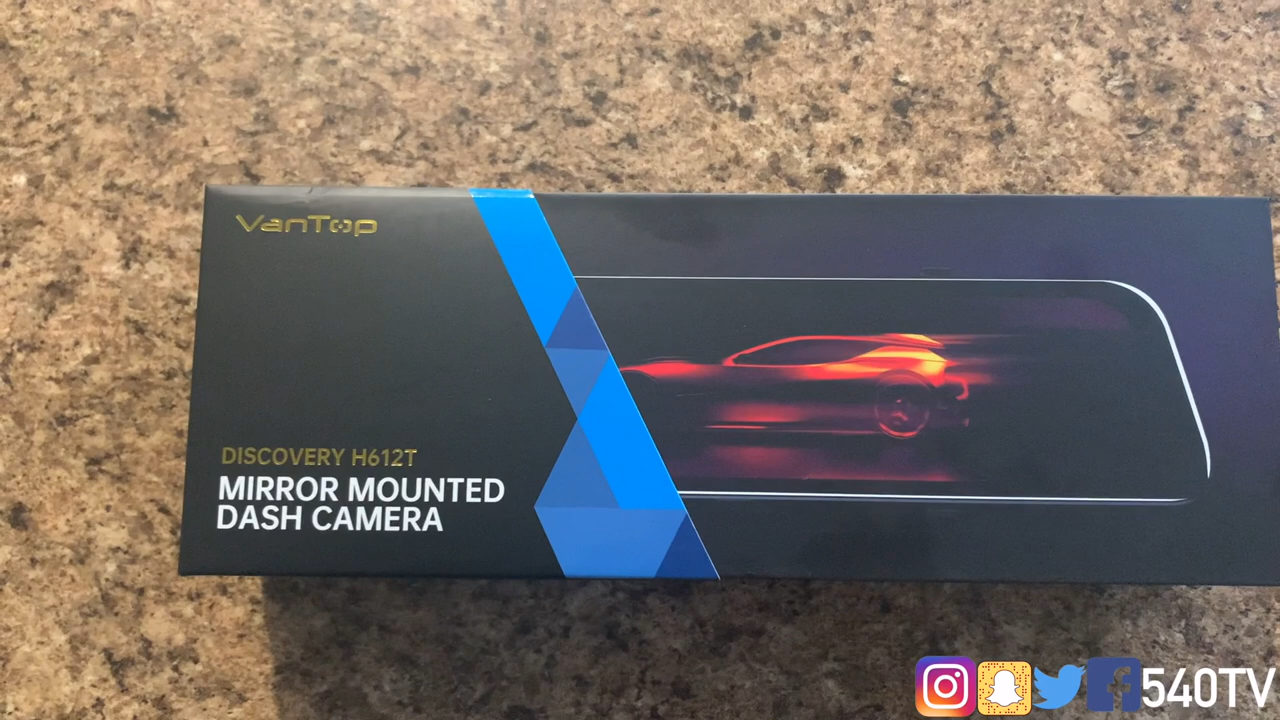 VanTop
DISCOVERY H612T
MIRROR MOUNTED
DASH CAMERA
540TV